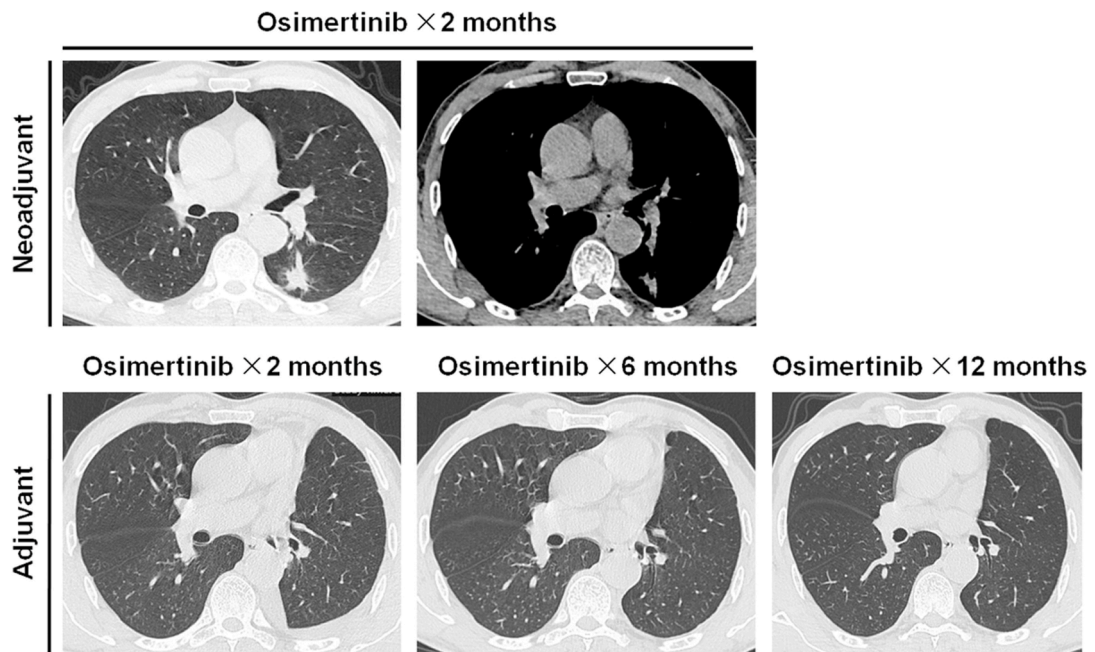 Osimertinib × 2 months
Neoadjuvant
Osimertinib × 2 months
Osimertinib × 6 months
Osimertinib × 12 months
Adjuvant